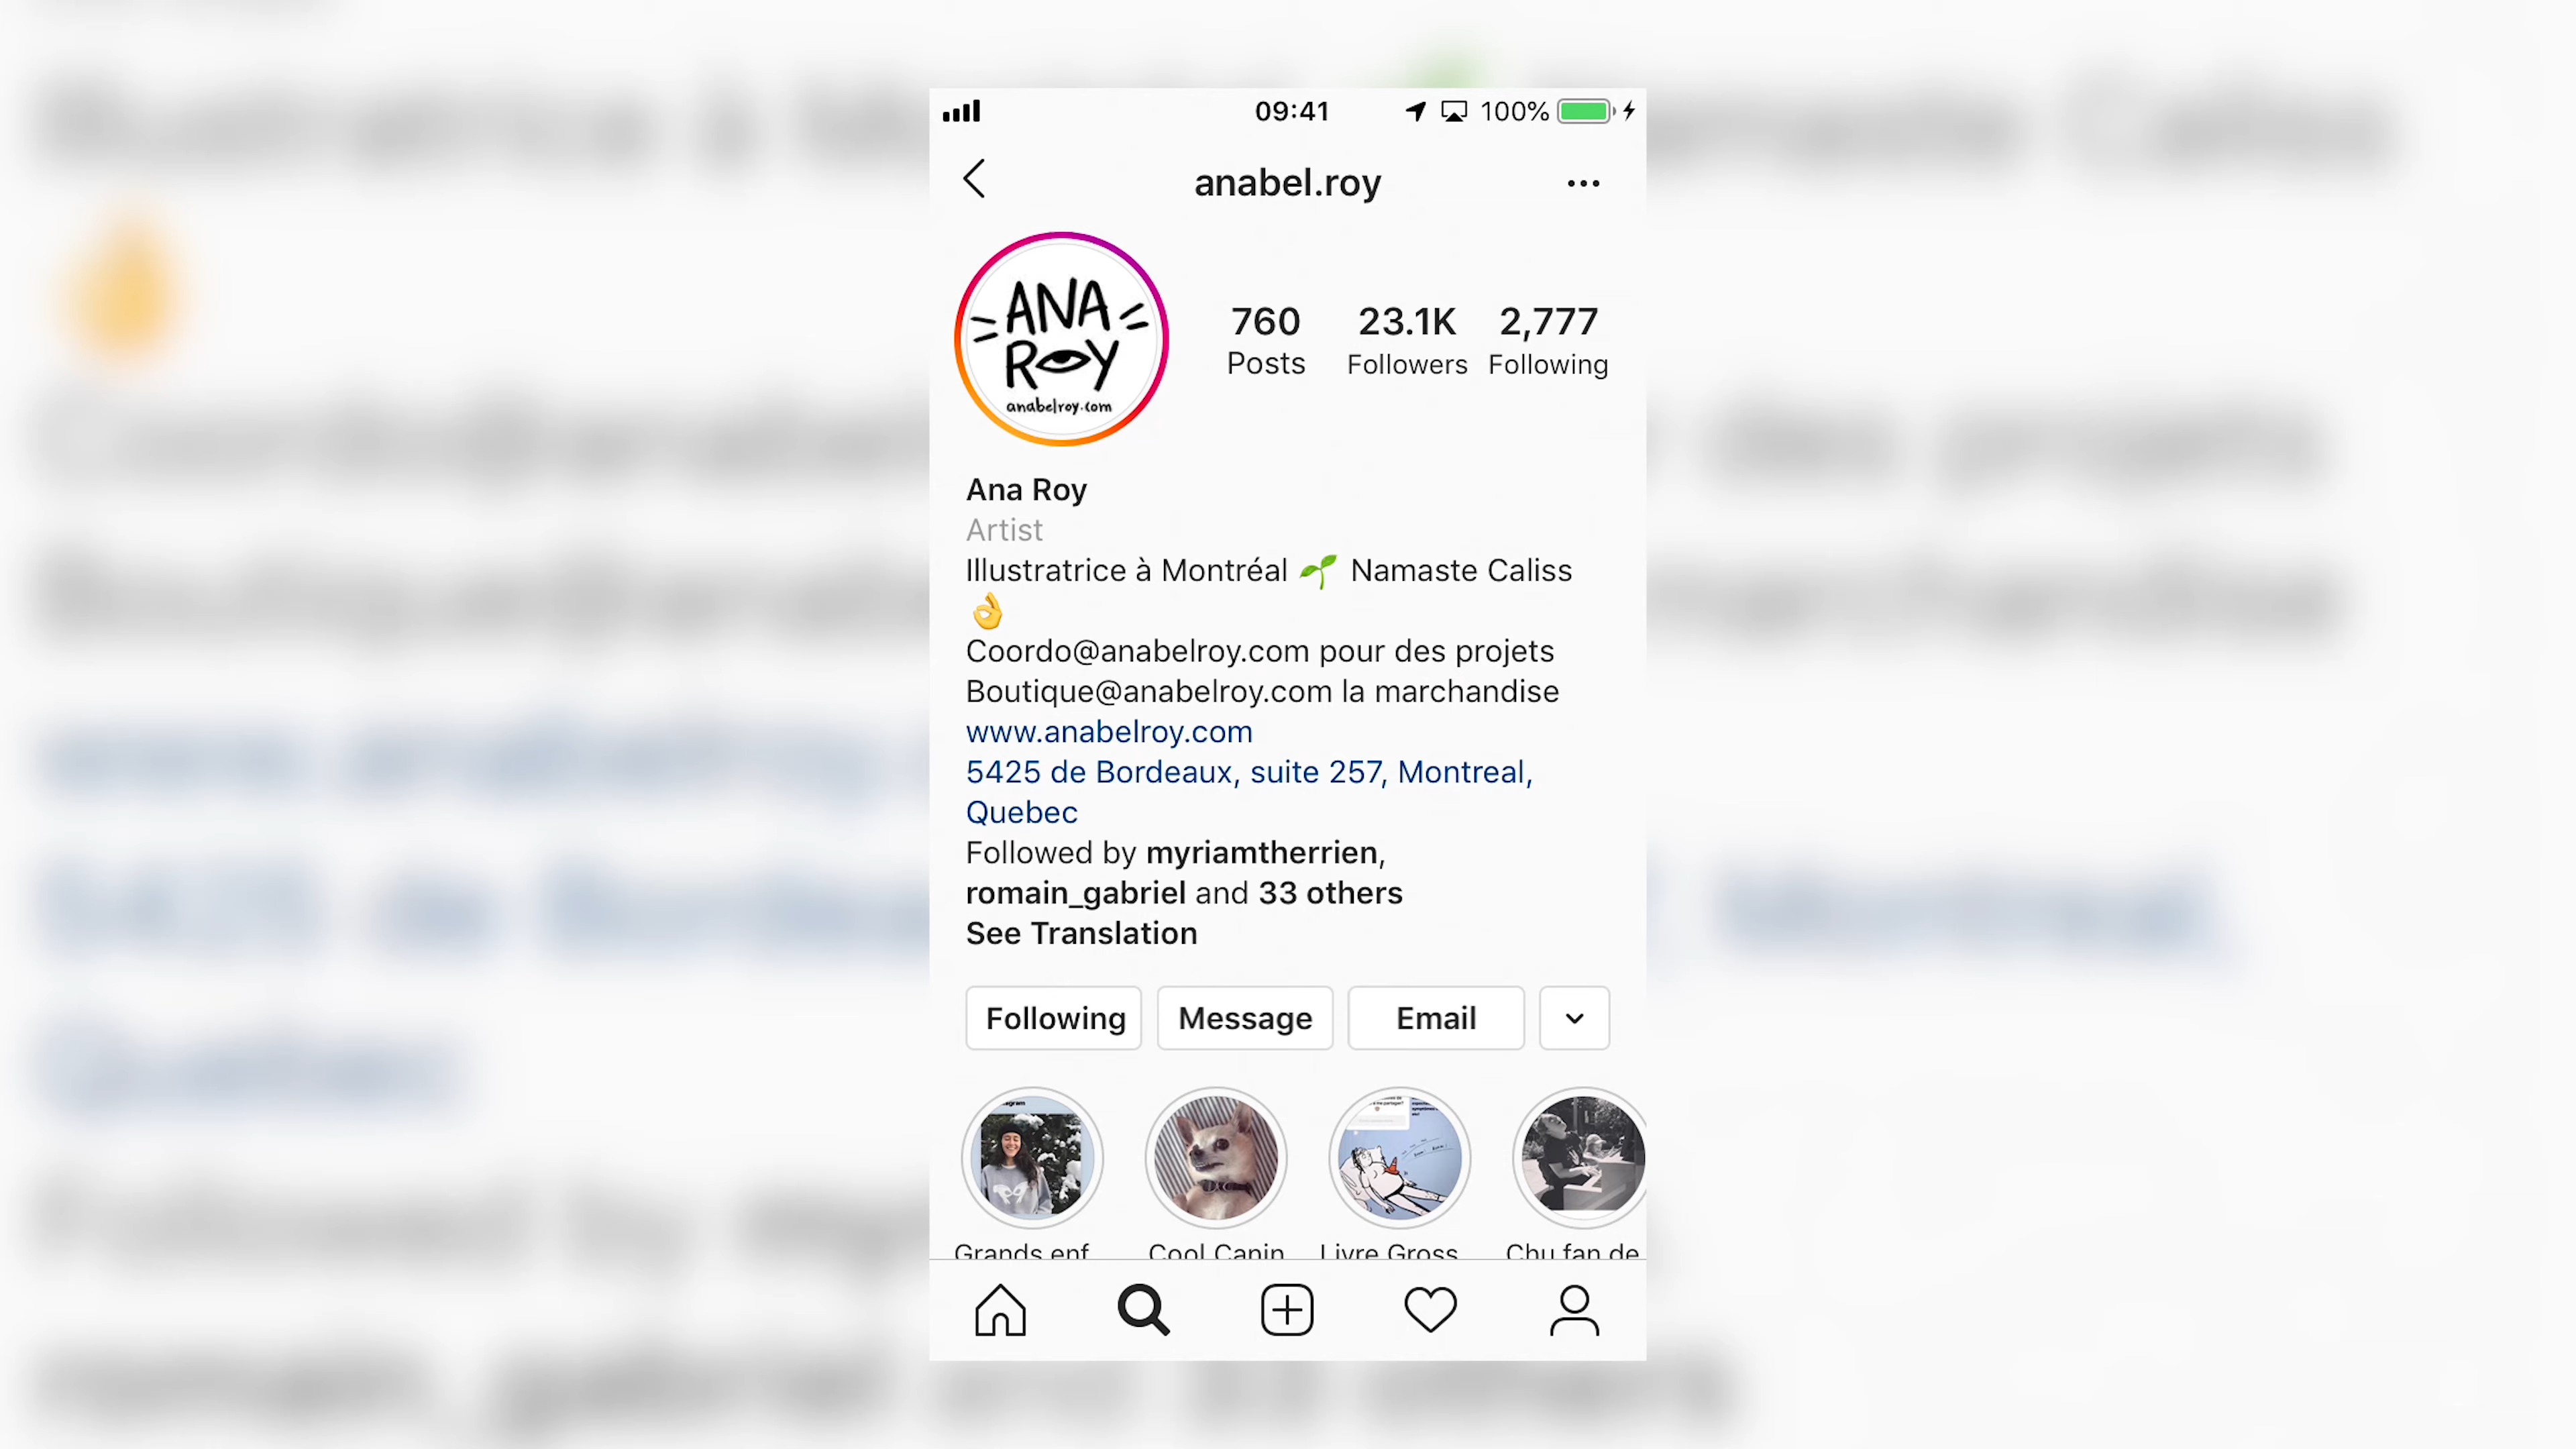 09:41
100%
anabel.roy
ANA
ROY
anabelroy.com
760
Posts
23.1K
Followers
2,777
Following
Ana Roy
Artist
Illustratrice à Montréal 🌱 Namaste Caliss
👌
Coordo@anabelroy.com pour des projets
Boutique@anabelroy.com la marchandise
www.anabelroy.com
5425 de Bordeaux, suite 257, Montreal,
Quebec
Followed by myriamtherrien,
romain_gabriel and 33 others
See Translation
Following
Message
Email
Grands enf
Cool Canin
Livre Gross
Chu fan de